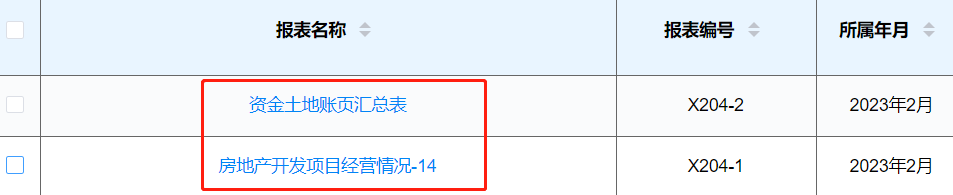 报表名称 报表编号 所属年月
资金土地账页汇总表 X204-2 2023年2月
房地产开发项目经营情况-14 X204-1 2023年2月